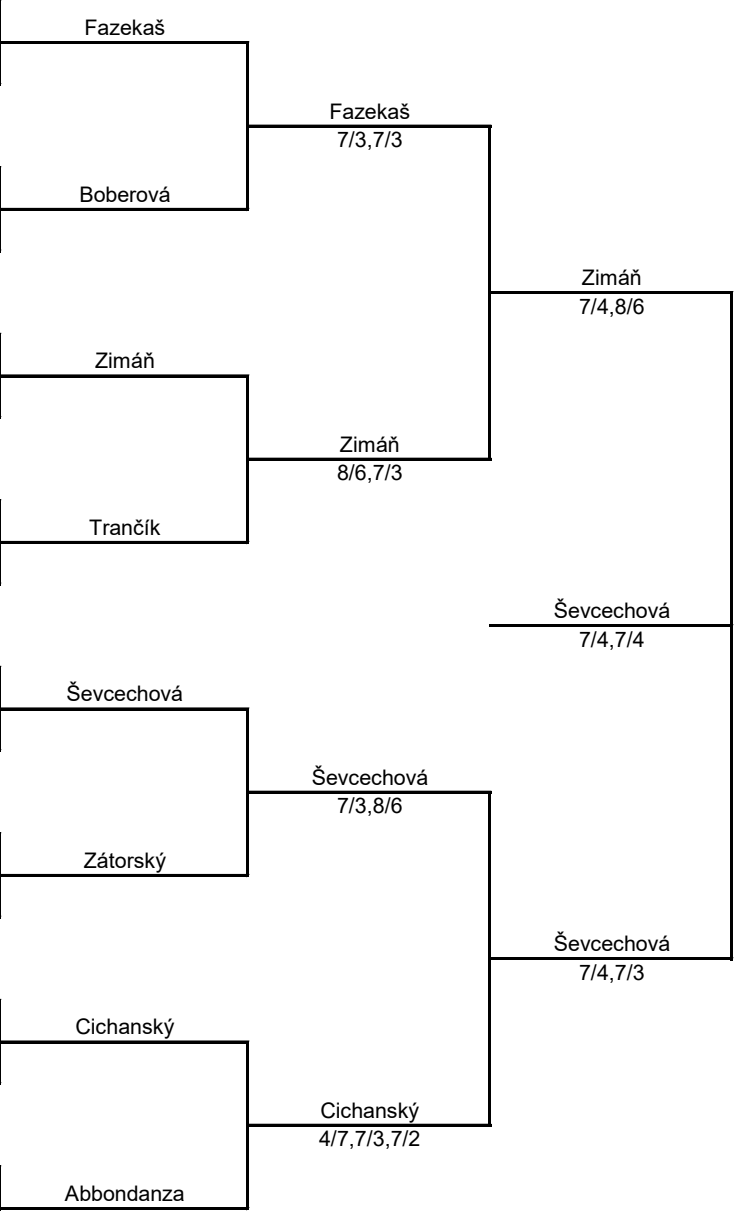 Fazekaš
Fazekaš
7/3,7/3
Boberová
Zimáň
7/4,8/6
Zimáň
Zimáň
8/6,7/3
Trančík
Ševcechová
7/4,7/4
Ševcechová
Ševcechová
7/3,8/6
Zátorský
Ševcechová
7/4,7/3
Cichanský
Cichanský
4/7,7/3,7/2
Abbondanza